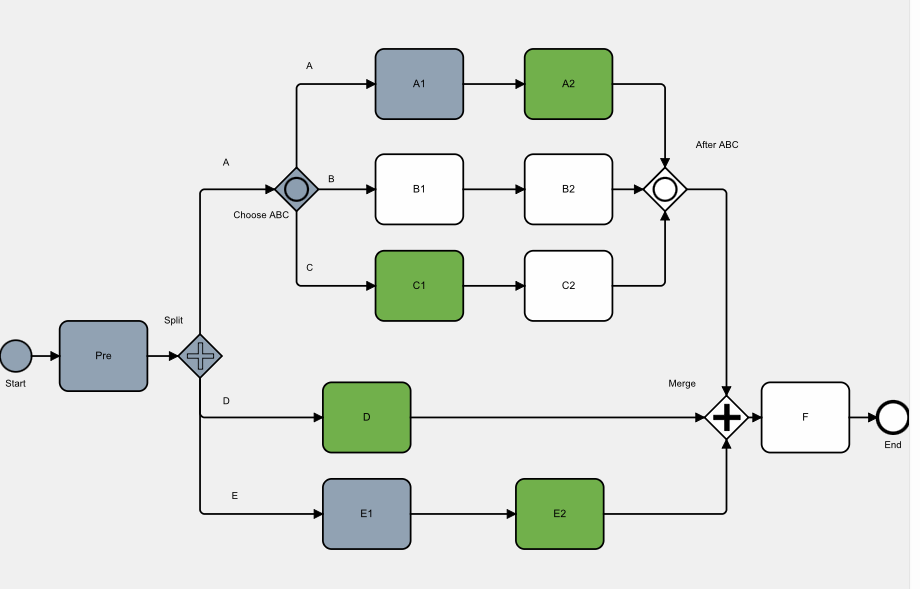 A
A1
A2
After ABC
A
B
B1
B2
Choose ABC
C
C1
C2
Split
Pre
Start
Merge
D
D
F
End
E
E1
E2